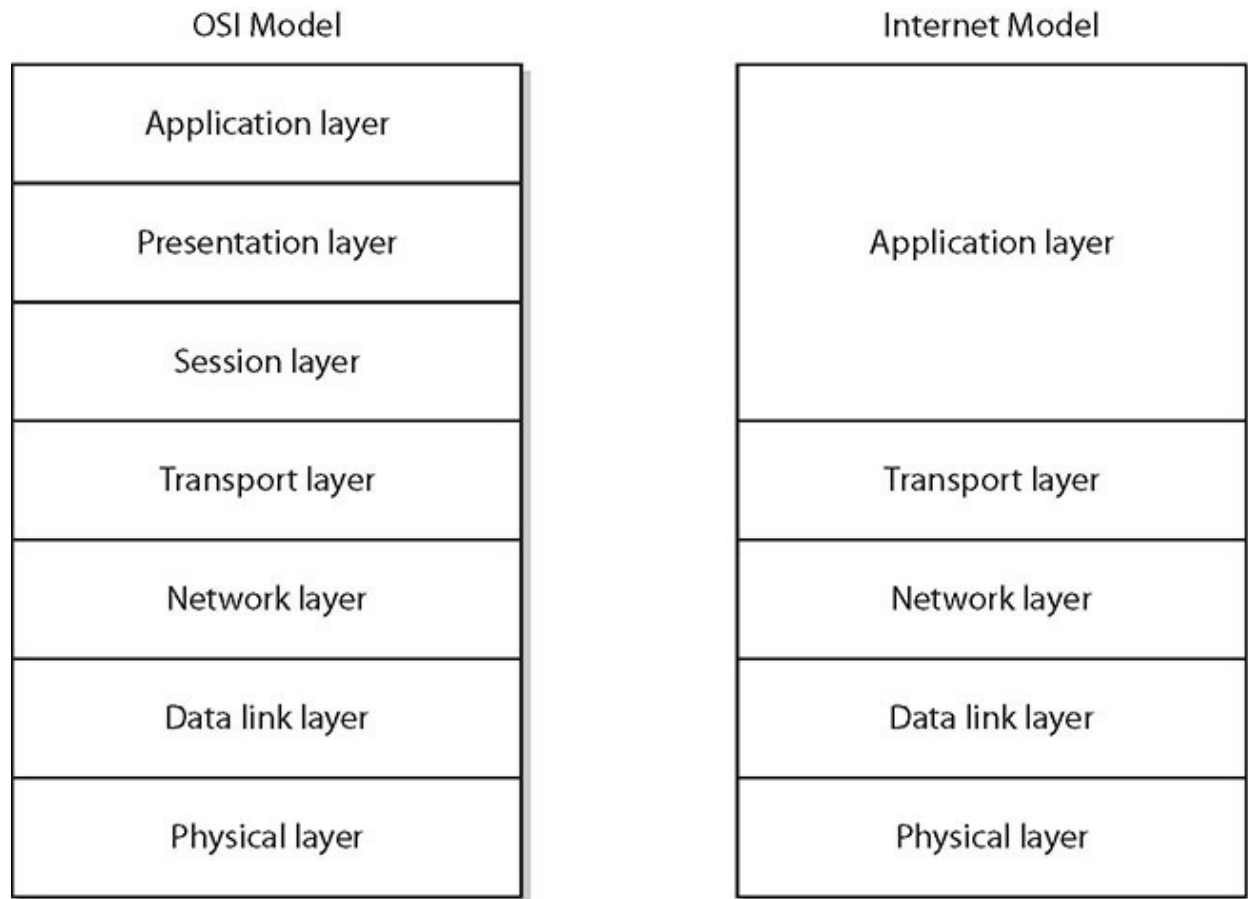 OSI Model
Application layer
Presentation layer
Session layer
Transport layer
Network layer
Data link layer
Physical layer
Internet Model
Application layer
Transport layer
Network layer
Data link layer
Physical layer